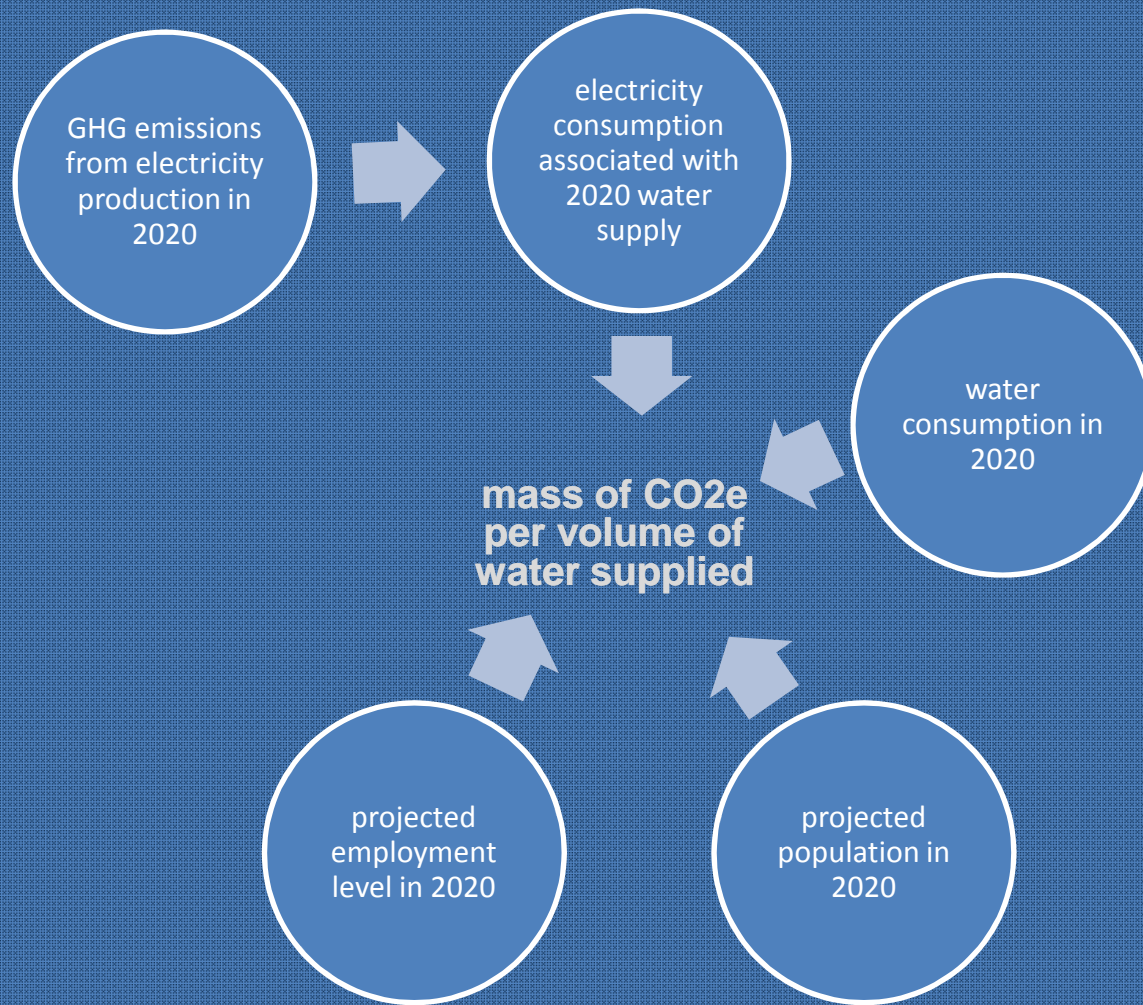 GHG emissions
from electricity
production in
2020
electricity
consumption
associated with
2020 water
supply
water
consumption in
2020
mass of CO2e
per volume of
water supplied
projected
employment
level in 2020
projected
population in
2020